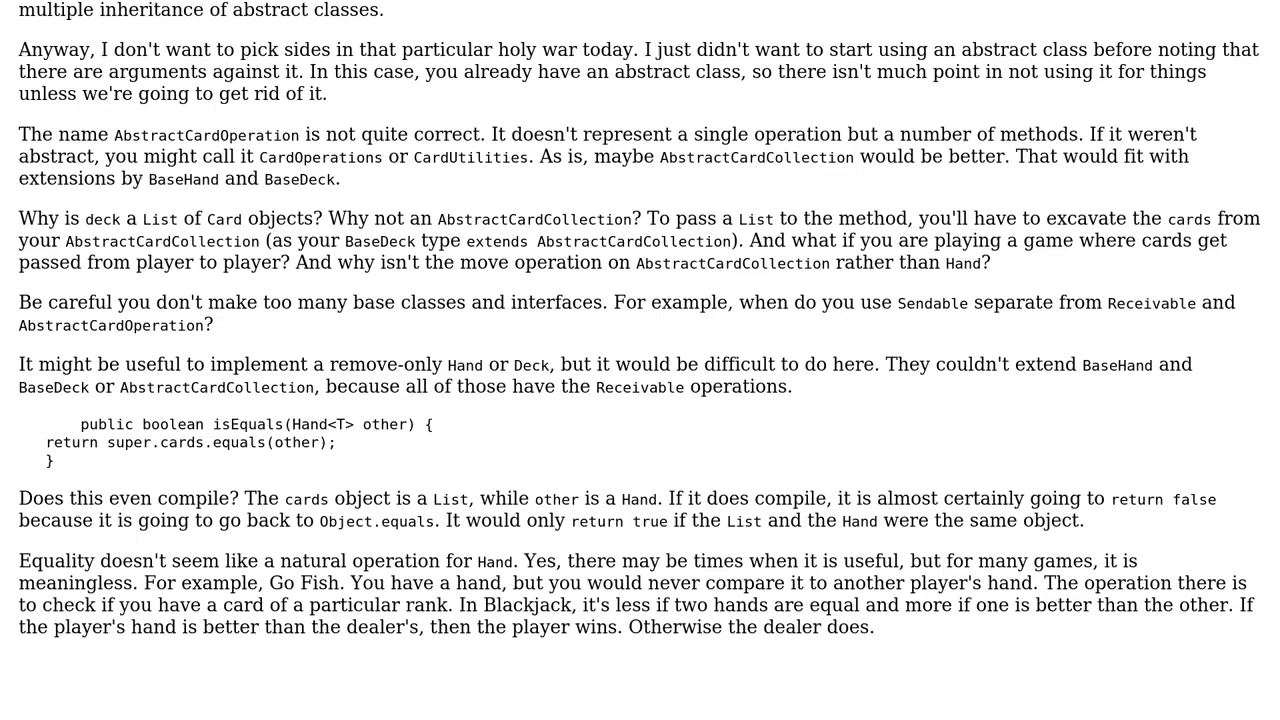 multiple inheritance of abstract classes.
Anyway, I don't want to pick sides in that particular holy war today. I just didn't want to start using an abstract class before noting that
there are arguments against it. In this case, you already have an abstract class, so there isn't much point in not using it for things
unless we're going to get rid of it.
The name AbstractCardOperation is not quite correct. It doesn't represent a single operation but a number of methods. If it weren't
abstract, you might call it CardOperations or CardUtilities. As is, maybe AbstractCardCollection would be better. That would fit with
extensions by BaseHand and BaseDeck.
Why is deck a List of Card objects? Why not an AbstractCardCollection? To pass a List to the method, you'll have to excavate the cards from
your AbstractCardCollection (as your BaseDeck type extends AbstractCardCollection). And what if you are playing a game where cards get
passed from player to player? And why isn't the move operation on AbstractCardCollection rather than Hand?
Be careful you don't make too many base classes and interfaces. For example, when do you use Sendable separate from Receivable and
AbstractCardOperation?
It might be useful to implement a remove-only Hand or Deck, but it would be difficult to do here. They couldn't extend BaseHand and
BaseDeck or AbstractCardCollection, because all of those have the Receivable operations.
public boolean isEquals(Hand<T> other) {
return super.cards.equals(other);
}
Does this even compile? The cards object is a List, while other is a Hand. If it does compile, it is almost certainly going to return false
because it is going to go back to Object.equals. It would only return true if the List and the Hand were the same object.
Equality doesn't seem like a natural operation for Hand. Yes, there may be times when it is useful, but for many games, it is
meaningless. For example, Go Fish. You have a hand, but you would never compare it to another player's hand. The operation there is
to check if you have a card of a particular rank. In Blackjack, it's less if two hands are equal and more if one is better than the other. If
the player's hand is better than the dealer's, then the player wins. Otherwise the dealer does.